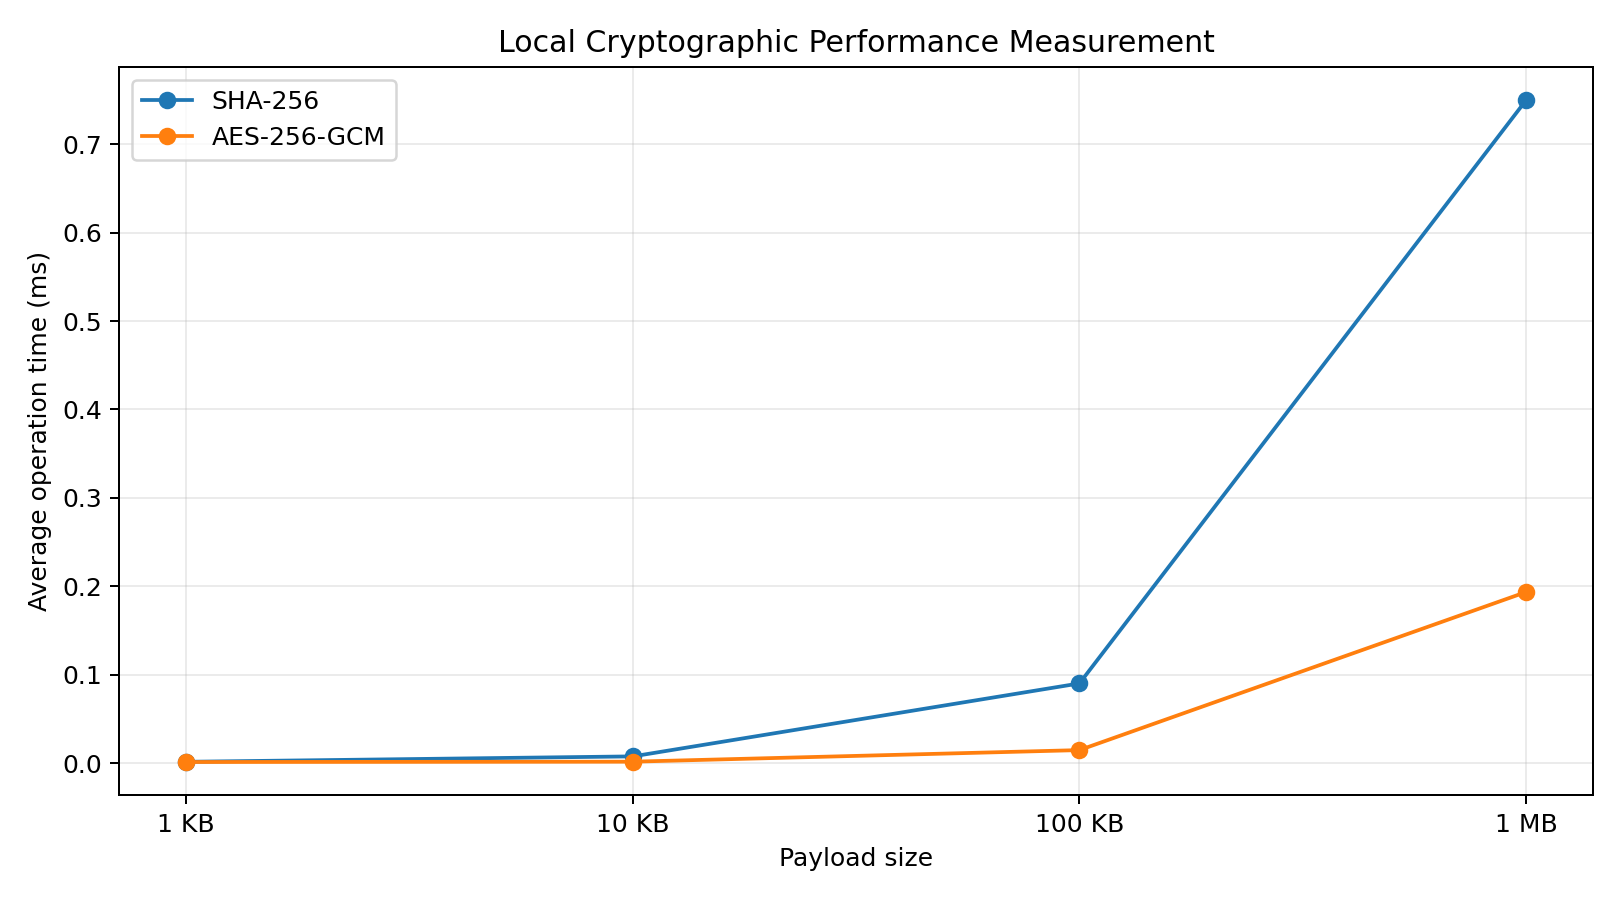 Local Cryptographic Performance Measurement
SHA-256
AES-256-GCM
Average operation time (ms)
0.7
0.6
0.5
0.4
0.3
0.2
0.1
0.0
1 KB 10 KB 100 KB 1 MB
Payload size